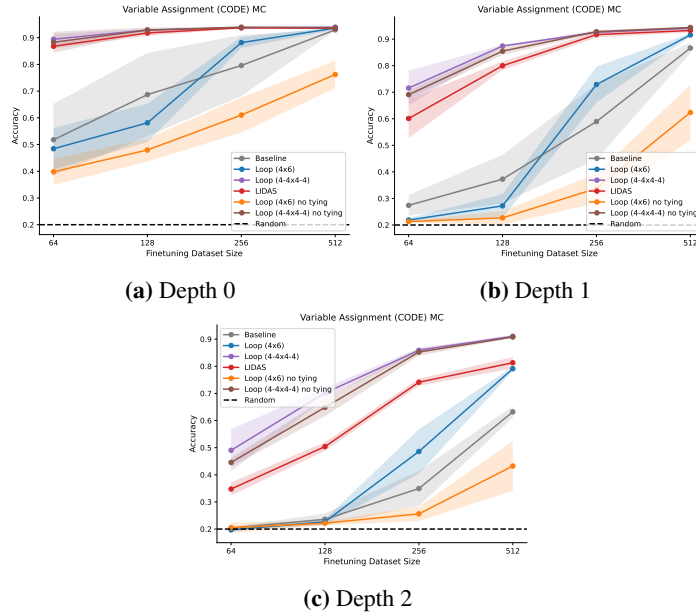 Variable Assignment (CODE) MC
0.9
0.8
0.7
0.6
0.5
0.4
0.3
0.2
Accuracy
Baseline
Loop (4x6)
Loop (4-4x4-4)
LIDAS
Loop (4x6) no tying
Loop (4-4x4-4) no tying
Random
64 128 256 512
Finetuning Dataset Size
(a) Depth 0
Variable Assignment (CODE) MC
0.9
0.8
0.7
0.6
0.5
0.4
0.3
0.2
Accuracy
Baseline
Loop (4x6)
Loop (4-4x4-4)
LIDAS
Loop (4x6) no tying
Loop (4-4x4-4) no tying
Random
64 128 256 512
Finetuning Dataset Size
(b) Depth 1
Variable Assignment (CODE) MC
0.9
0.8
0.7
0.6
0.5
0.4
0.3
0.2
Accuracy
Baseline
Loop (4x6)
Loop (4-4x4-4)
LIDAS
Loop (4x6) no tying
Loop (4-4x4-4) no tying
Random
64 128 256 512
Finetuning Dataset Size
(c) Depth 2